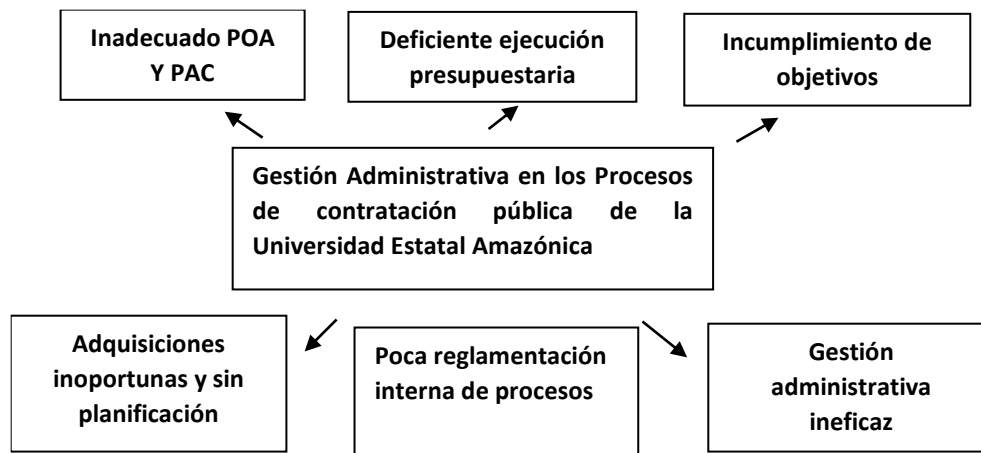 Inadecuado POA
Y PAC
Deficiente ejecución
presupuestaria
Incumplimiento de
objetivos
Gestión Administrativa en los Procesos
de contratación pública de la
Universidad Estatal Amazónica
Adquisiciones
inoportunas y sin
planificación
Poca reglamentación
interna de procesos
Gestión
administrativa
ineficaz